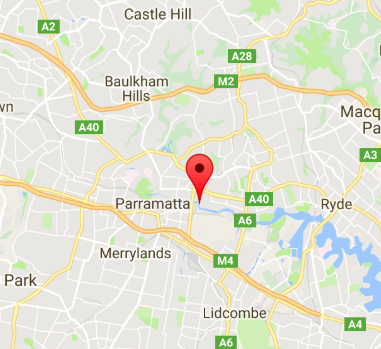 Castle Hill
A2
A28
Baulkham
Hills
M2
wn
Macq
Pa
A40
A3
A40
Parramatta
Ryde
A6
Merrylands
M4
Park
Lidcombe
A4
A6